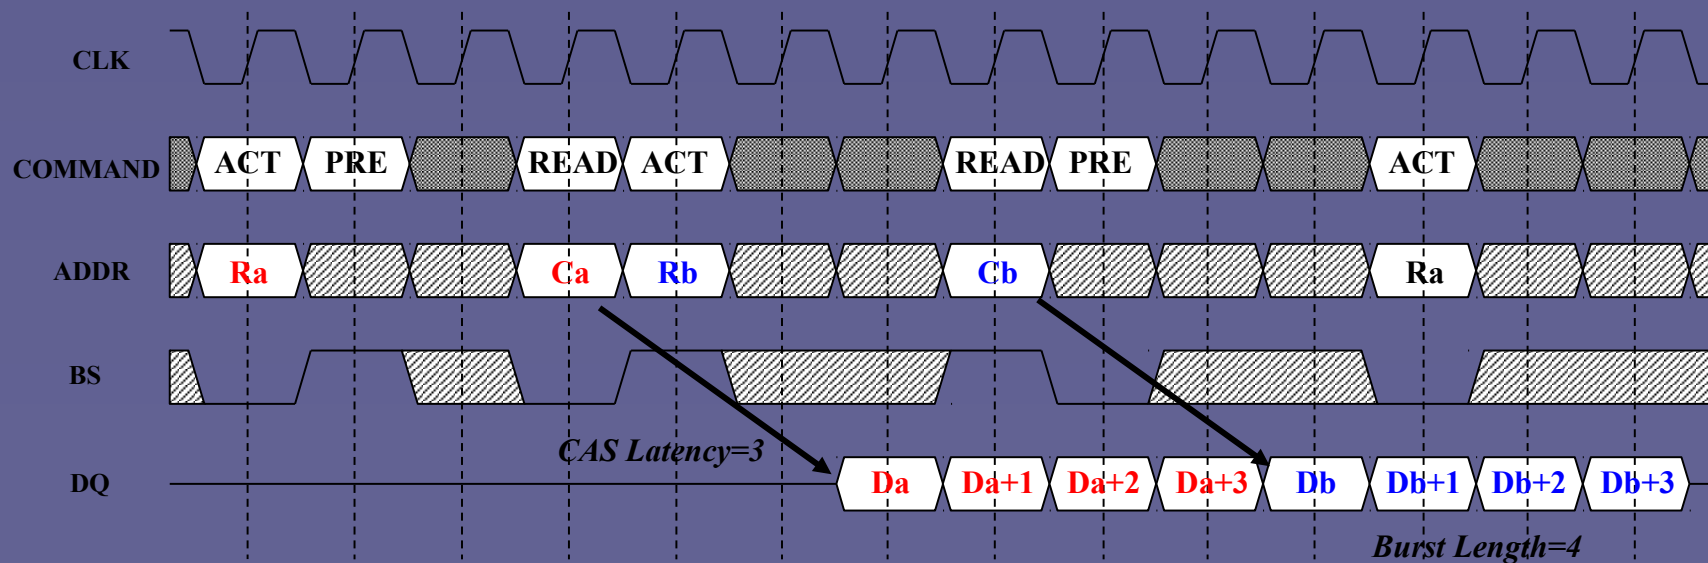 CLK
COMMAND ACT PRE READ ACT READ PRE ACT
ADDR Ra Ca Rb Cb Ra
BS
CAS Latency=3
DQ Da Da+1 Da+2 Da+3 Db Db+1 Db+2 Db+3
Burst Length=4